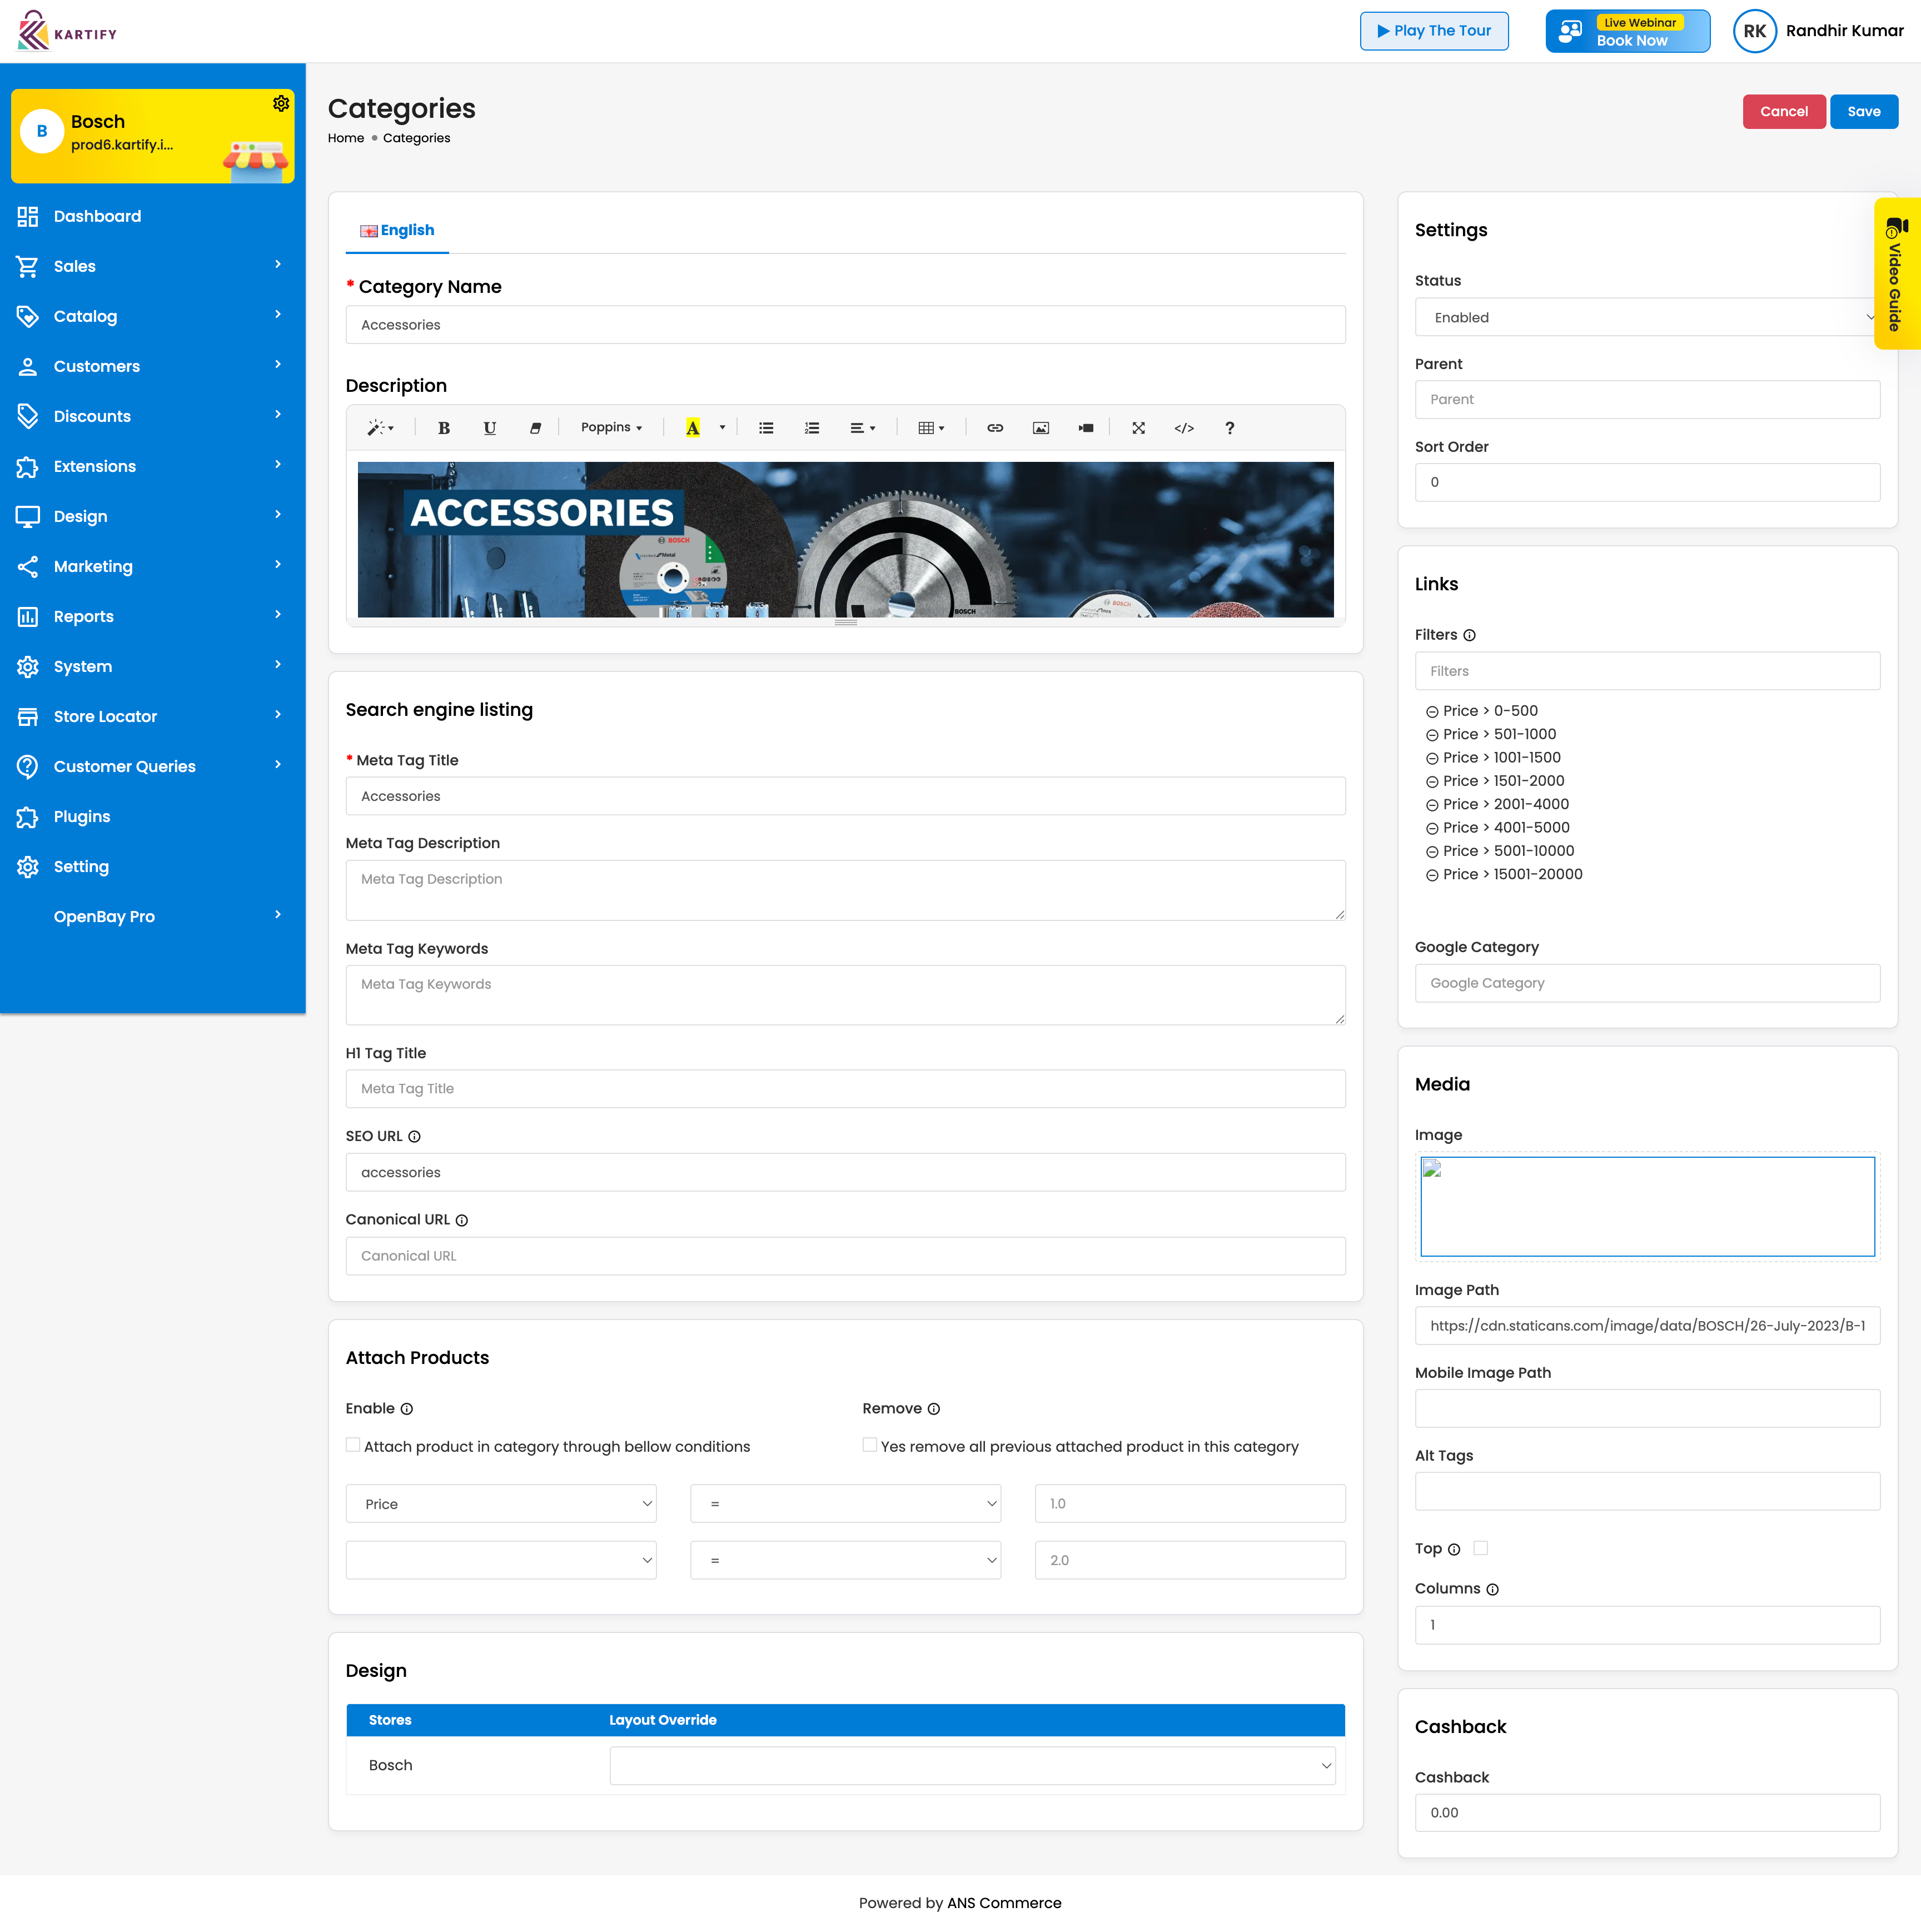 KARTIFY
Play The Tour
Live Webinar
Book Now
RK
Randhir Kumar
B
Bosch
prod6.kartify.i...
Dashboard
Sales
Catalog
Customers
Discounts
Extensions
Design
Marketing
Reports
System
Store Locator
Customer Queries
Plugins
Setting
OpenBay Pro
Categories
Home
Categories
Cancel
Save
English
* Category Name
Accessories
Description
B
U
Poppins
A
</>
?
ACCESSORIES
BOSCH
BOSCH
BOSCH
Search engine listing
* Meta Tag Title
Accessories
Meta Tag Description
Meta Tag Description
Meta Tag Keywords
Meta Tag Keywords
H1 Tag Title
Meta Tag Title
SEO URL
accessories
Canonical URL
Canonical URL
Attach Products
Enable
Remove
Attach product in category through bellow conditions
Yes remove all previous attached product in this category
Price
=
1.0
=
2.0
Design
Stores
Layout Override
Bosch
Settings
Status
Enabled
Parent
Parent
Sort Order
0
Video Guide
Links
Filters
Filters
Price > 0-500
Price > 501-1000
Price > 1001-1500
Price > 1501-2000
Price > 2001-4000
Price > 4001-5000
Price > 5001-10000
Price > 15001-20000
Google Category
Google Category
Media
Image
Image Path
https://cdn.staticans.com/image/data/BOSCH/26-July-2023/B-1
Mobile Image Path
Alt Tags
Top
Columns
1
Cashback
Cashback
0.00
Powered by ANS Commerce